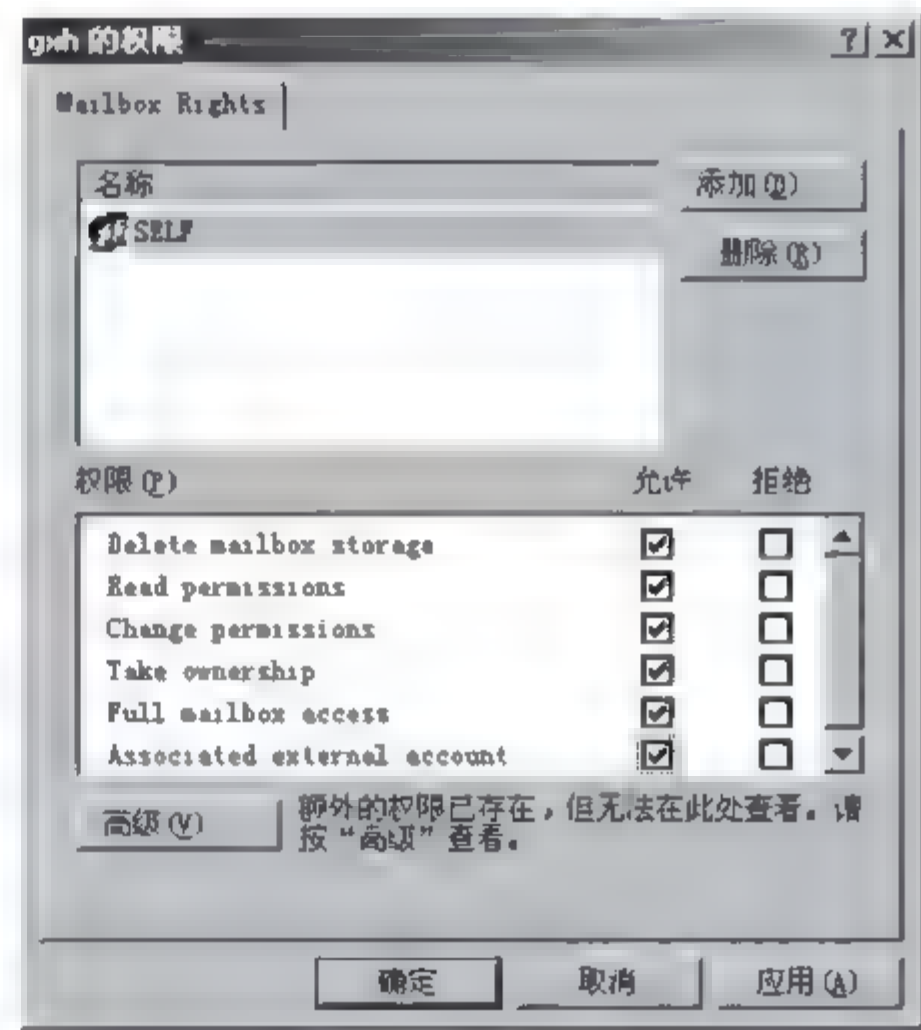 gxh 的权限
Mailbox Rights
名称
添加(D)
SELF
删除(R)
权限(P)
允许 拒绝
Delete mailbox storage
Read permissions
Change permissions
Take ownership
Full mailbox access
Associated external account
高级(V)
额外的权限已存在，但无法在此处查看。请
按“高级”查看。
确定 取消 应用(A)